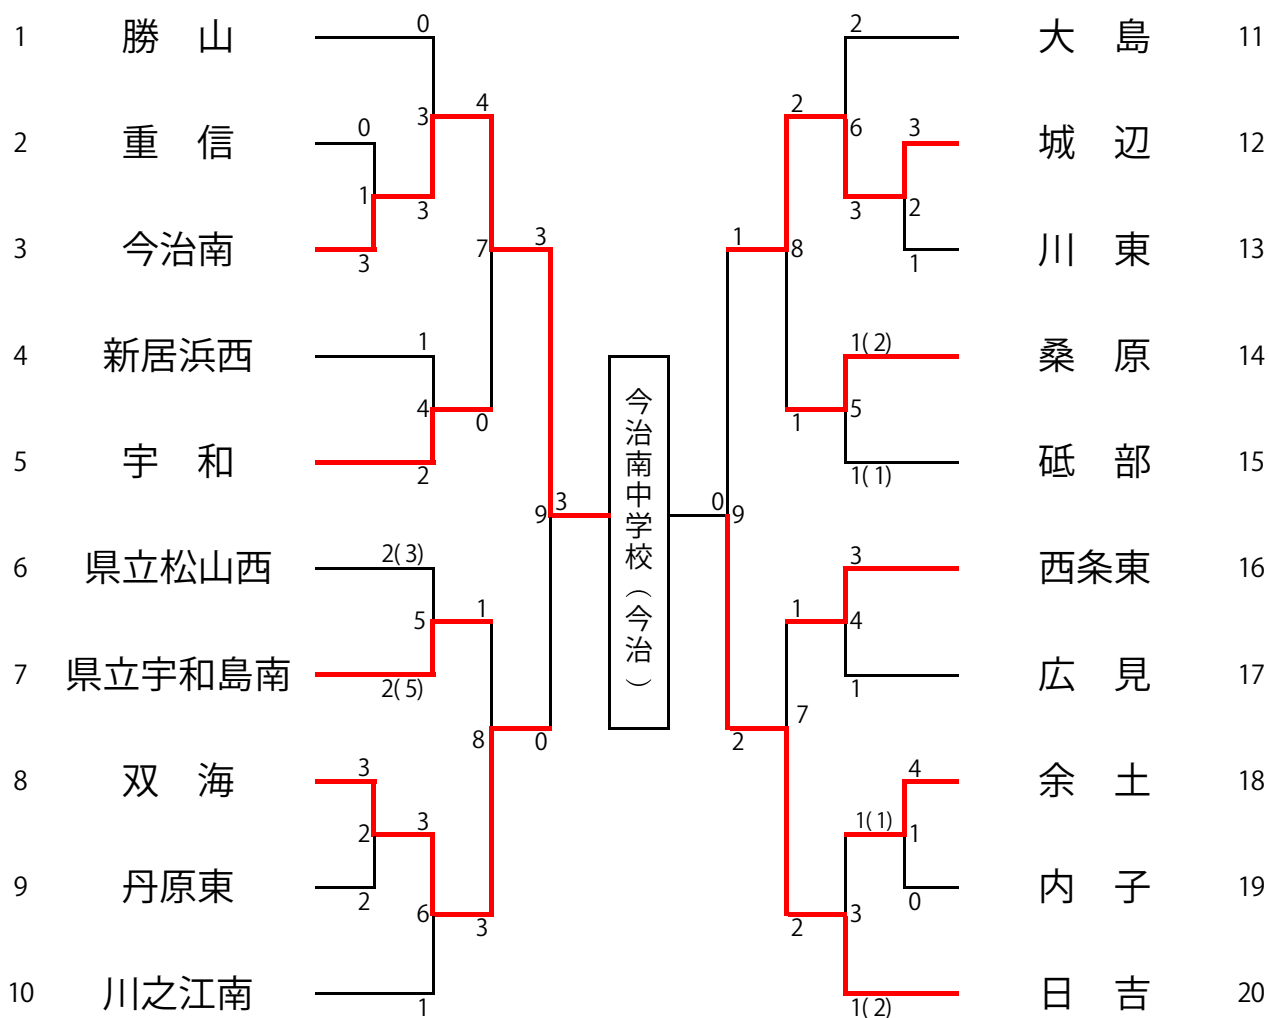 1 勝　山 0
3 4
2 重　信 0
1 3
3 今治南 3
7 3
4 新居浜西 1
4 0
5 宇　和 2
9 3
6 県立松山西 2(3)
5 1
7 県立宇和島南 2(5)
8 0
8 双　海 3
2 3
9 丹原東 2
6 3
10 川之江南 1
今治南中学校（今治）
2 大　島 11
2 6
3 城　辺 12
3 2
1 川　東 13
1 8
1(2) 桑　原 14
1 5
1(1) 砥　部 15
0 9
3 西条東 16
1 4
1 広　見 17
2 7
4 余　土 18
1(1) 1
0 内　子 19
2 3
1(2) 日　吉 20